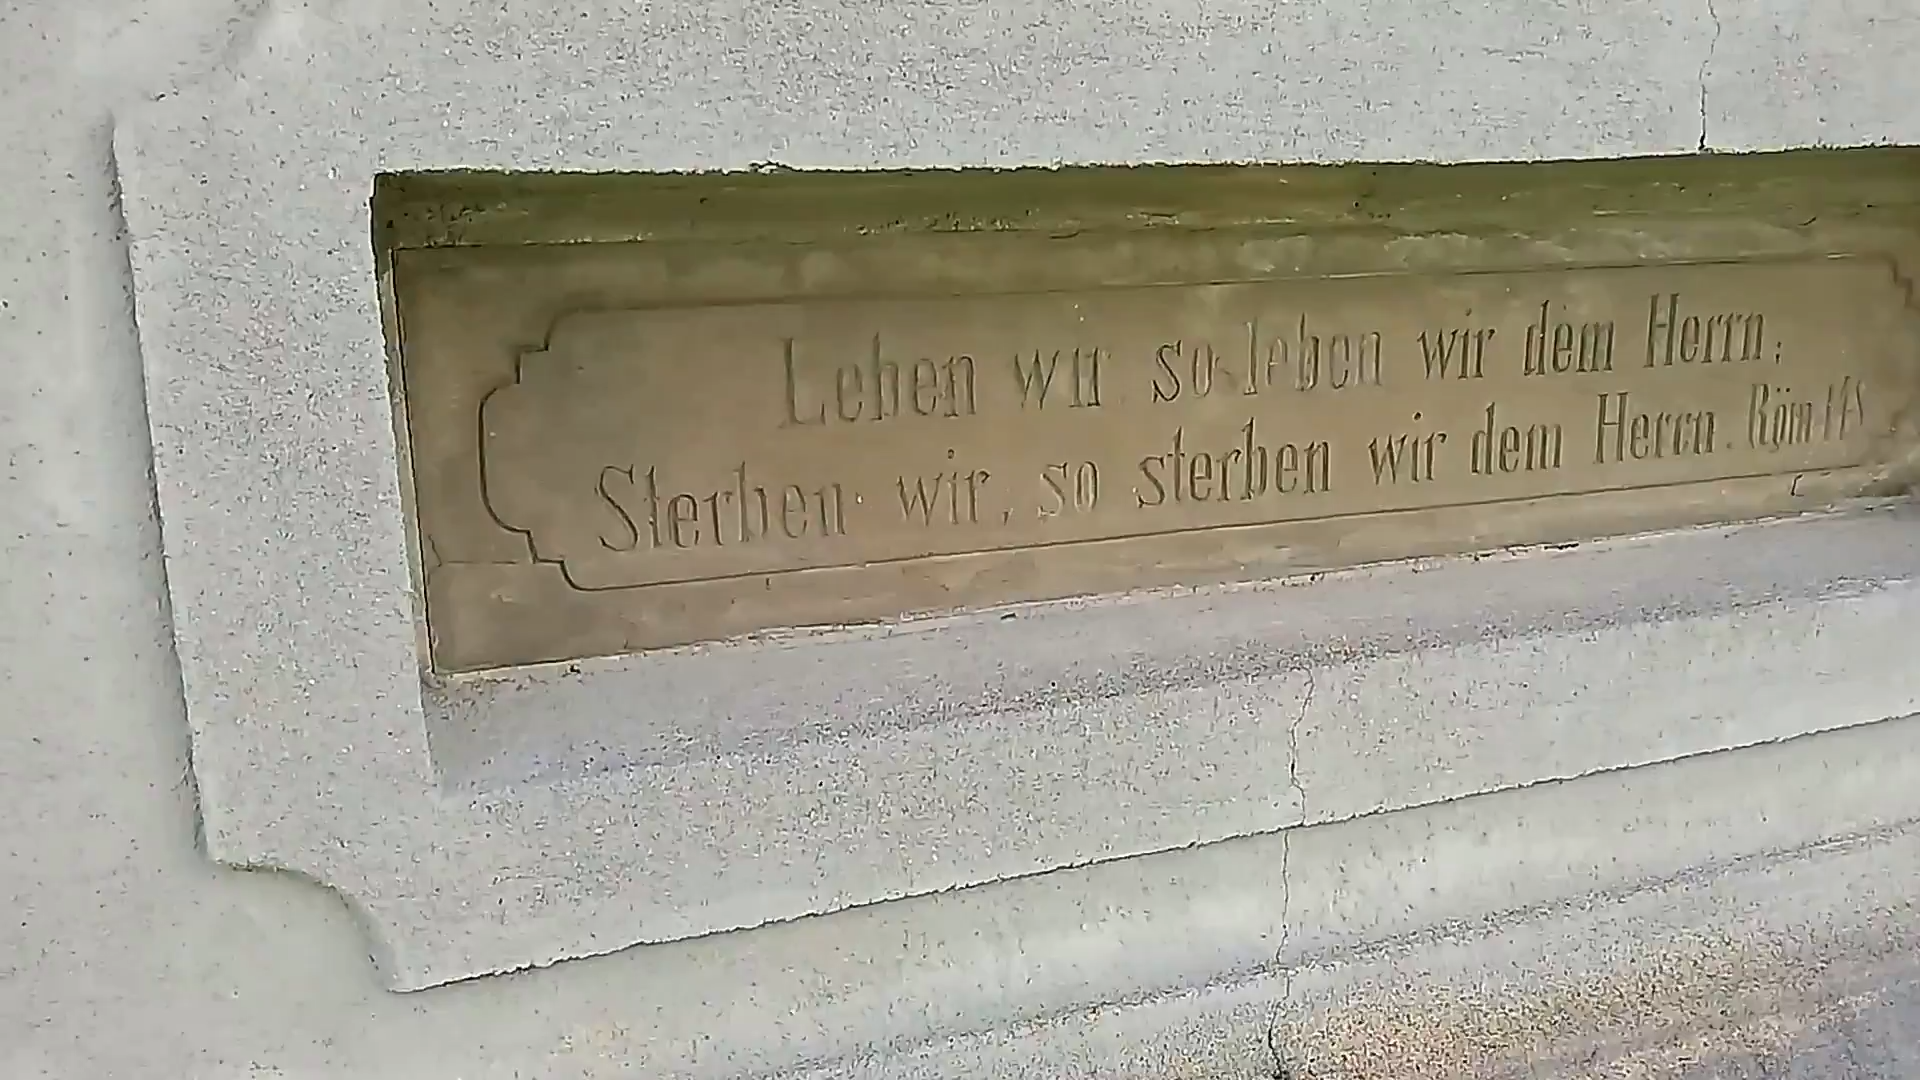 Leben wir so leben wir dem Herrn;
Sterben wir, so sterben wir dem Herrn. Röm 14 8